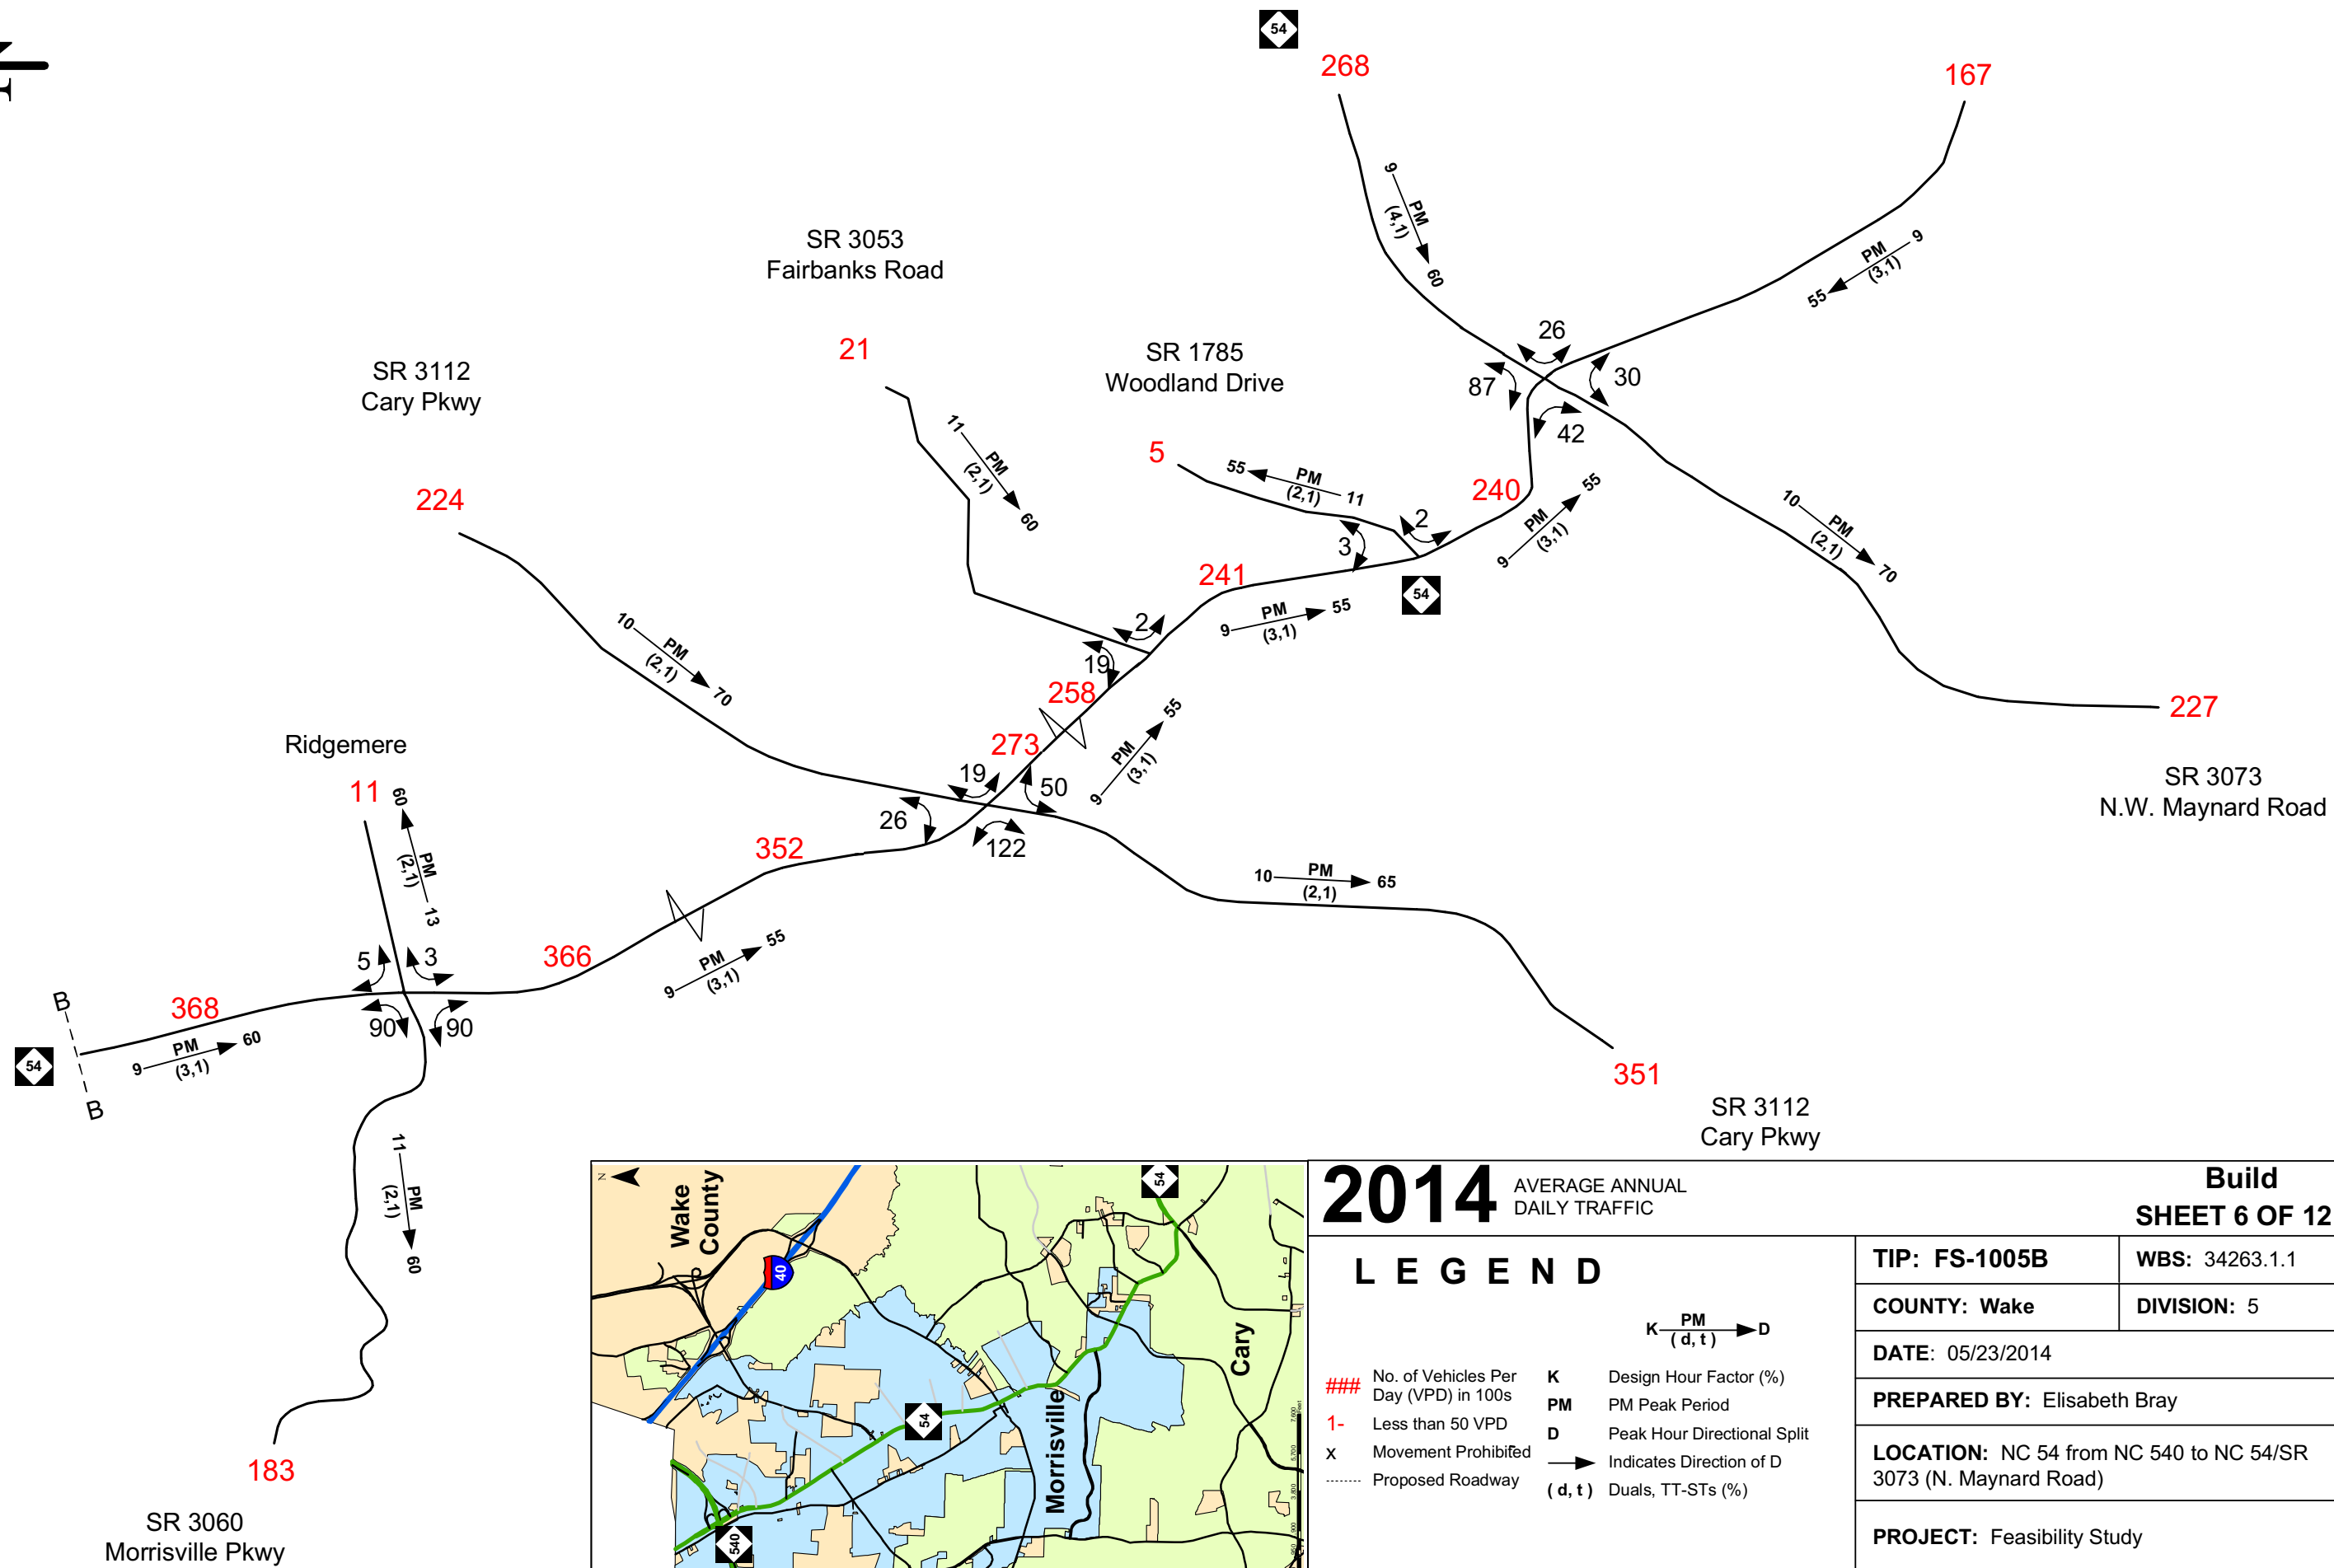 54
268
167
9 PM (4,1) 60
9 PM (3,1) 55
SR 3053
Fairbanks Road
21
11 PM (2,1) 60
SR 1785
Woodland Drive
5
55 PM (2,1) 11
26
87
30
42
SR 3112
Cary Pkwy
224
10 PM (2,1) 70
240
9 PM (3,1) 55
2
3
54
241
9 PM (3,1) 55
10 PM (2,1) 70
227
SR 3073
N.W. Maynard Road
2
19
258
273
9 PM (3,1) 55
19
50
26
122
352
Ridgemere
11
60 PM (2,1) 13
10 PM (2,1) 65
351
SR 3112
Cary Pkwy
366
9 PM (3,1) 55
5
3
90
90
B
368
54
9 PM (3,1) 60
B
11 PM (2,1) 60
183
SR 3060
Morrisville Pkwy
N
Wake
County
40
54
54
540
Morrisville
Cary
2014 AVERAGE ANNUAL
DAILY TRAFFIC
Build
SHEET 6 OF 12
LEGEND
K PM ( d, t ) D
### No. of Vehicles Per
Day (VPD) in 100s
1- Less than 50 VPD
X Movement Prohibited
Proposed Roadway
K Design Hour Factor (%)
PM PM Peak Period
D Peak Hour Directional Split
Indicates Direction of D
( d, t ) Duals, TT-STs (%)
TIP: FS-1005B
WBS: 34263.1.1
COUNTY: Wake
DIVISION: 5
DATE: 05/23/2014
PREPARED BY: Elisabeth Bray
LOCATION: NC 54 from NC 540 to NC 54/SR
3073 (N. Maynard Road)
PROJECT: Feasibility Study